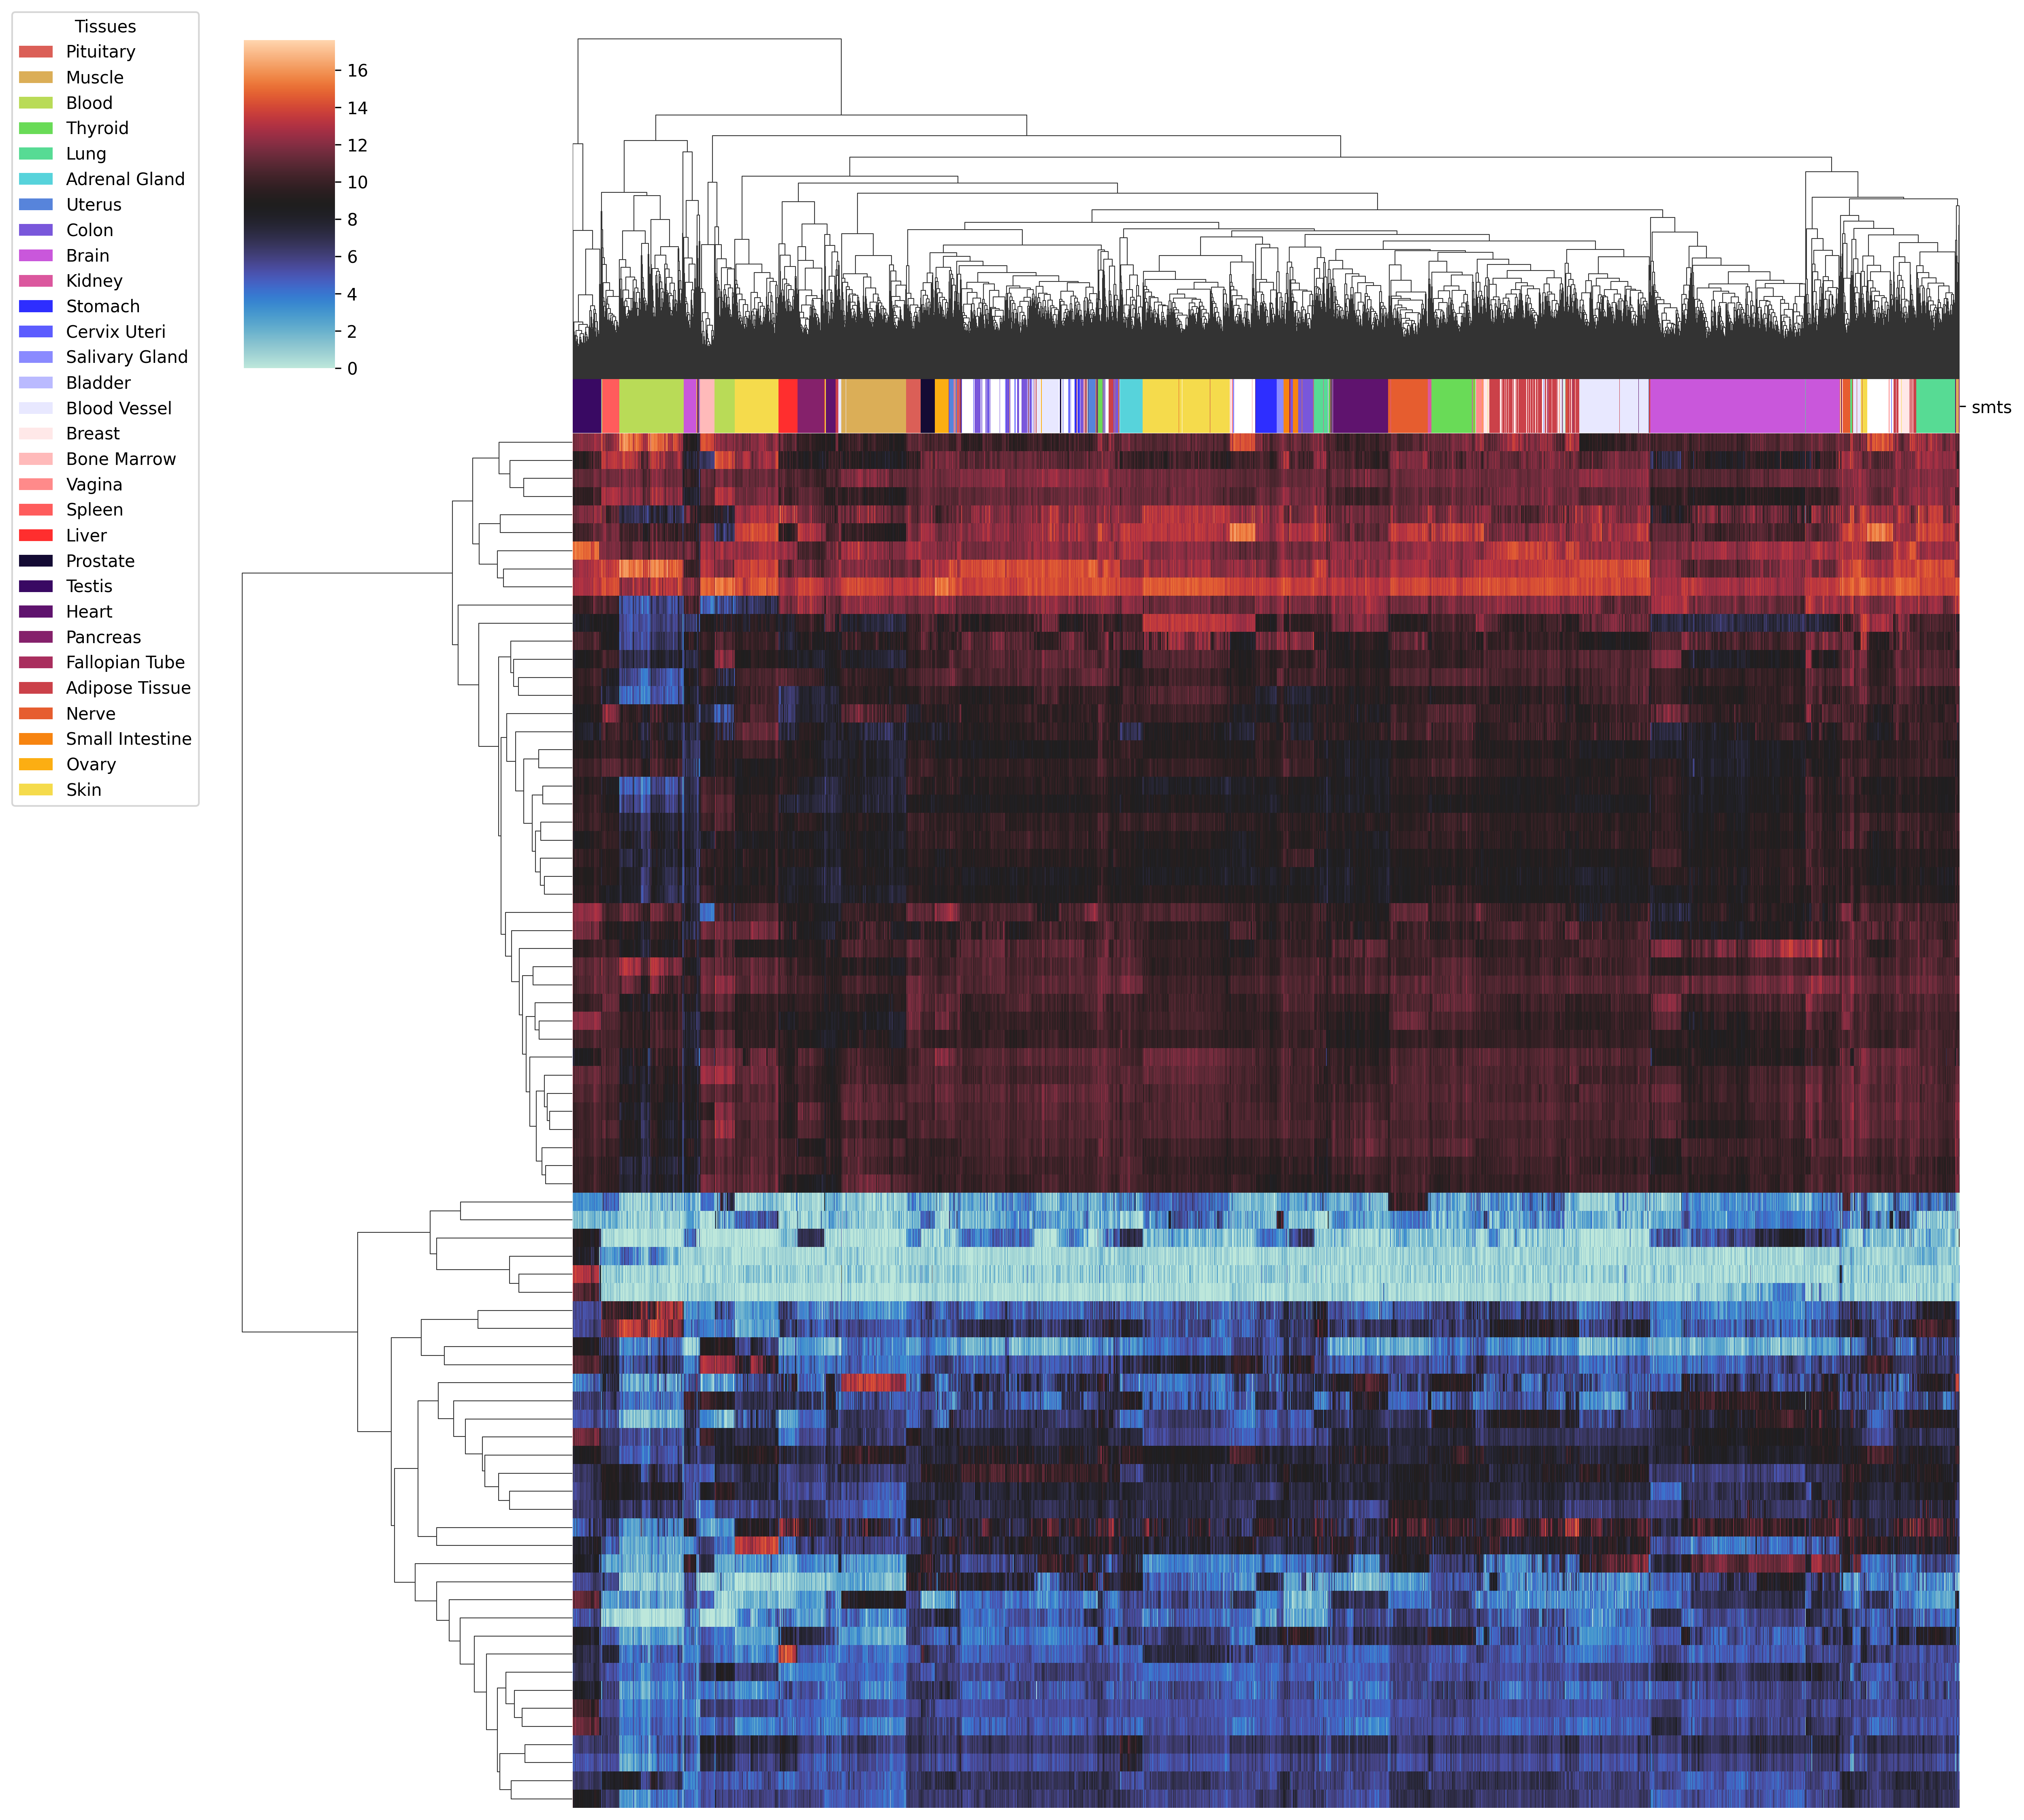 Tissues
Pituitary
Muscle
Blood
Thyroid
Lung
Adrenal Gland
Uterus
Colon
Brain
Kidney
Stomach
Cervix Uteri
Salivary Gland
Bladder
Blood Vessel
Breast
Bone Marrow
Vagina
Spleen
Liver
Prostate
Testis
Heart
Pancreas
Fallopian Tube
Adipose Tissue
Nerve
Small Intestine
Ovary
Skin
16
14
12
10
8
6
4
2
0
smts